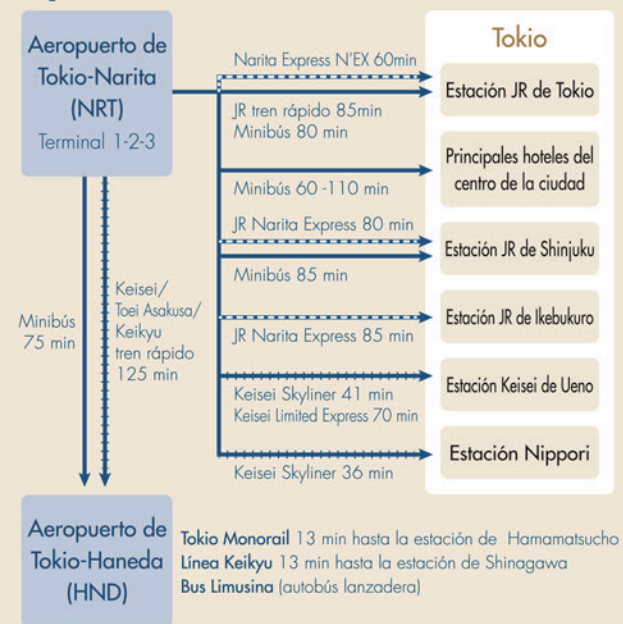 Aeropuerto de
Tokio-Narita
(NRT)
Terminal 1-2-3
Tokio
Narita Express N'EX 60min
Estación JR de Tokio
JR tren rápido 85min
Minibús 80 min
Principales hoteles del
centro de la ciudad
Minibús 60 -110 min
JR Narita Express 80 min
Estación JR de Shinjuku
Minibús 85 min
Estación JR de Ikebukuro
JR Narita Express 85 min
Estación Keisei de Ueno
Keisei Skyliner 41 min
Keisei Limited Express 70 min
Estación Nippori
Keisei Skyliner 36 min
Minibús
75 min
Keisei/
Toei Asakusa/
Keikyu
tren rápido
125 min
Aeropuerto de
Tokio-Haneda
(HND)
Tokio Monorail 13 min hasta la estación de Hamamatsucho
Línea Keikyu 13 min hasta la estación de Shinagawa
Bus Limusina (autobús lanzadera)